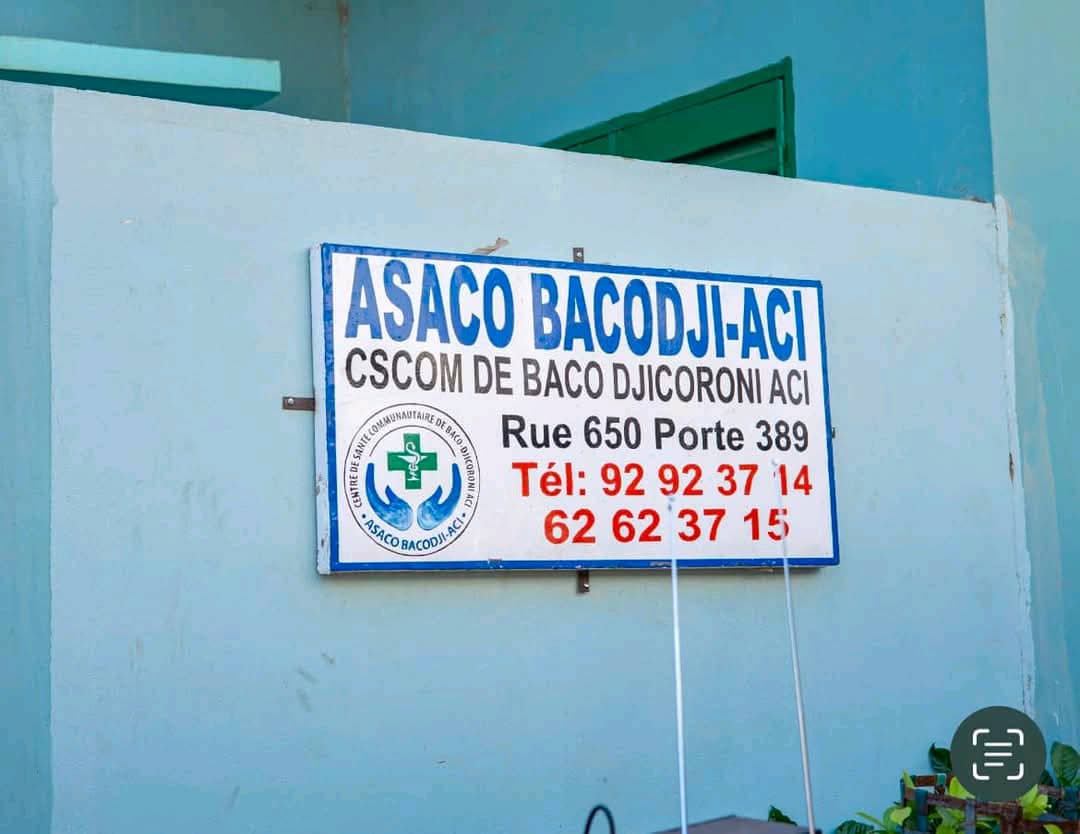 ASACO BACODJI-ACI
CSCOM DE BACO DJICORONI ACI
Rue 650 Porte 389
Tél: 92 92 37 14
62 62 37 15
CENTRE DE SANTE COMMUNAUTAIRE DE BACO-DJICORONI ACI
• ASACO BACODJI-ACI •